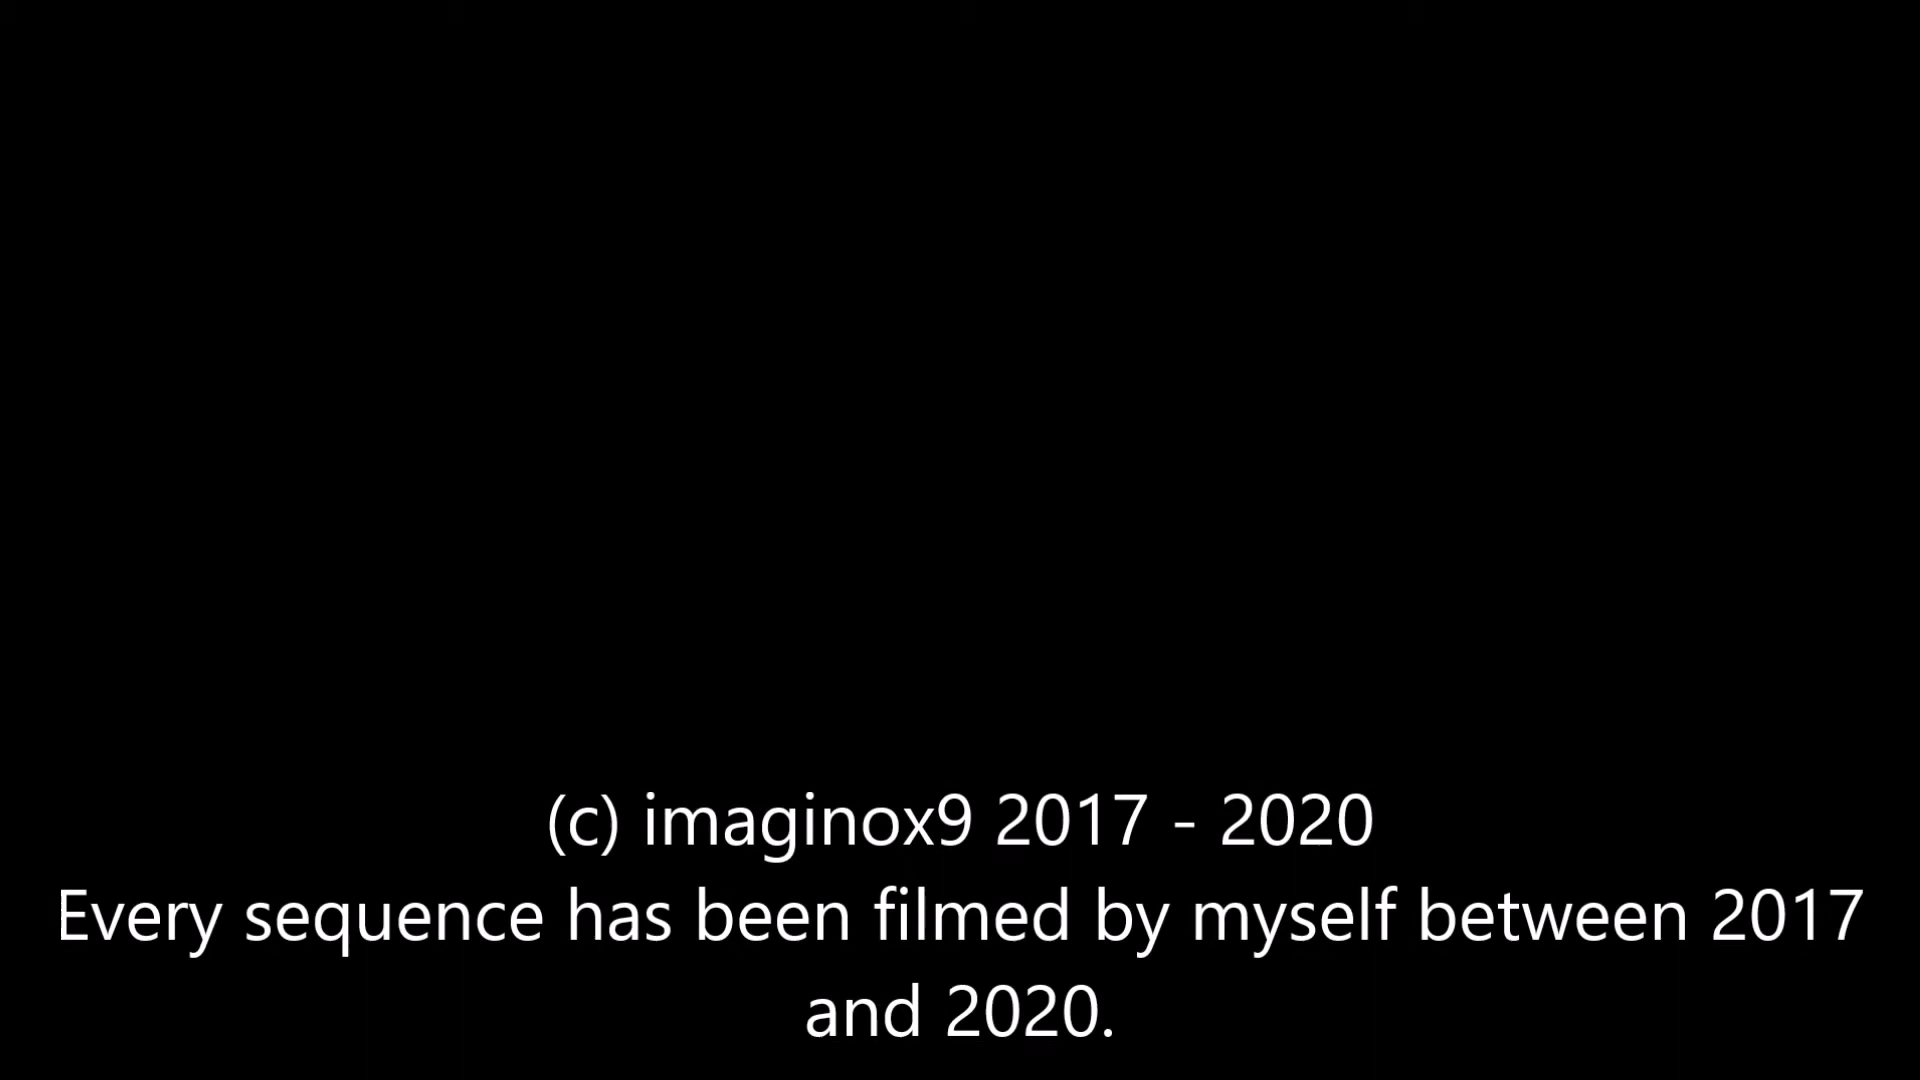 (c) imaginox9 2017 - 2020
Every sequence has been filmed by myself between 2017
and 2020.